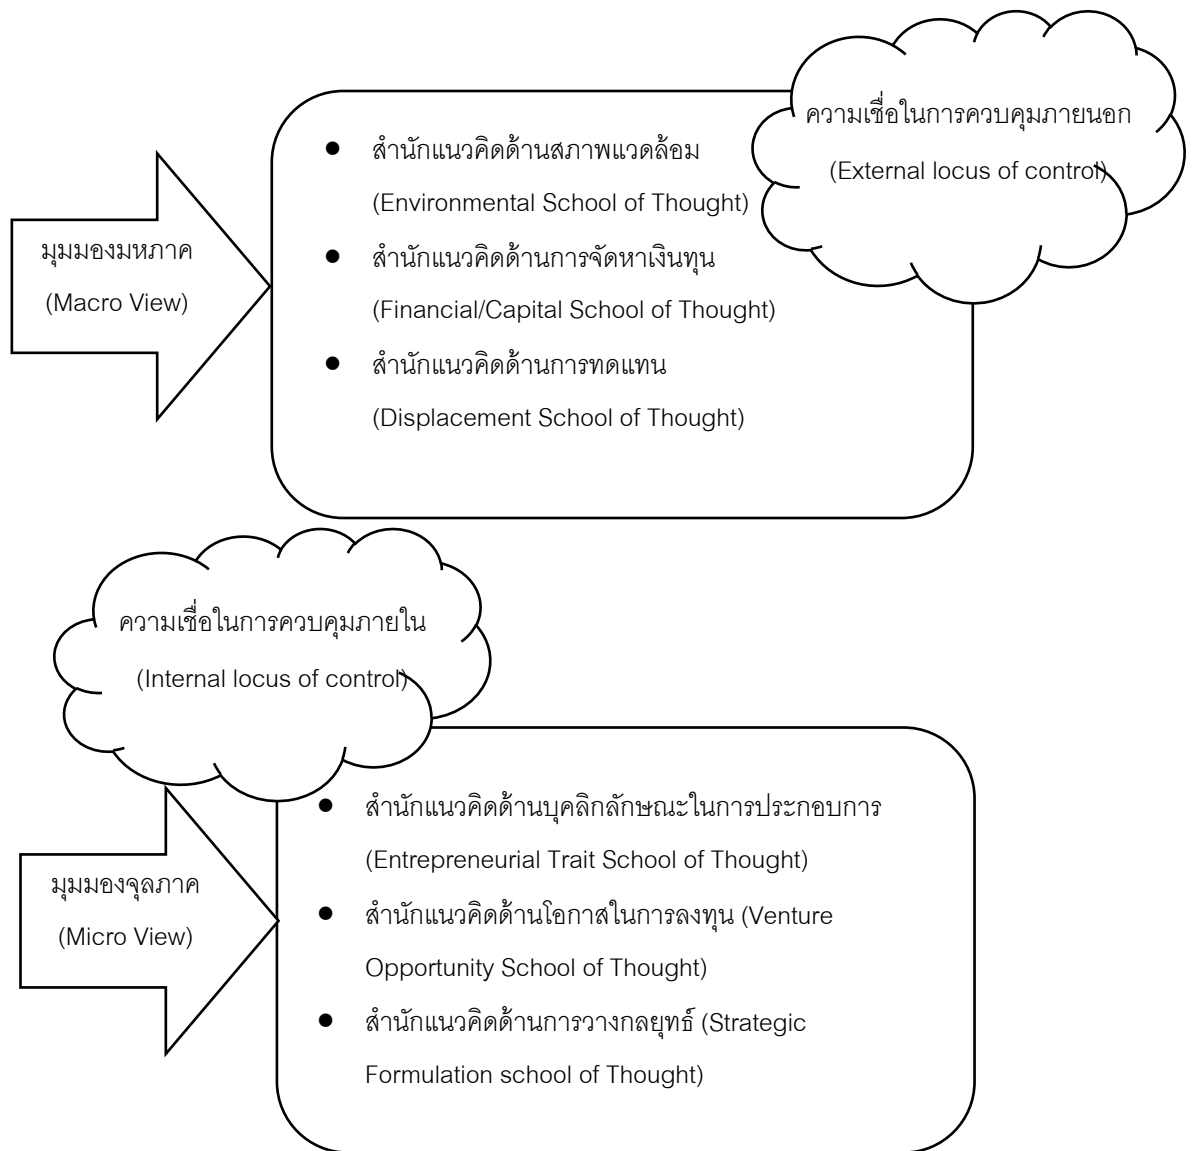 ความเชื่อในการควบคุมภายนอก
(External locus of control)
มุมมองมหภาค
(Macro View)
● สำนักแนวคิดด้านสภาพแวดล้อม
(Environmental School of Thought)
● สำนักแนวคิดด้านการจัดหาเงินทุน
(Financial/Capital School of Thought)
● สำนักแนวคิดด้านการทดแทน
(Displacement School of Thought)
ความเชื่อในการควบคุมภายใน
(Internal locus of control)
มุมมองจุลภาค
(Micro View)
● สำนักแนวคิดด้านบุคลิกลักษณะในการประกอบการ
(Entrepreneurial Trait School of Thought)
● สำนักแนวคิดด้านโอกาสในการลงทุน (Venture
Opportunity School of Thought)
● สำนักแนวคิดด้านการวางกลยุทธ์ (Strategic
Formulation school of Thought)